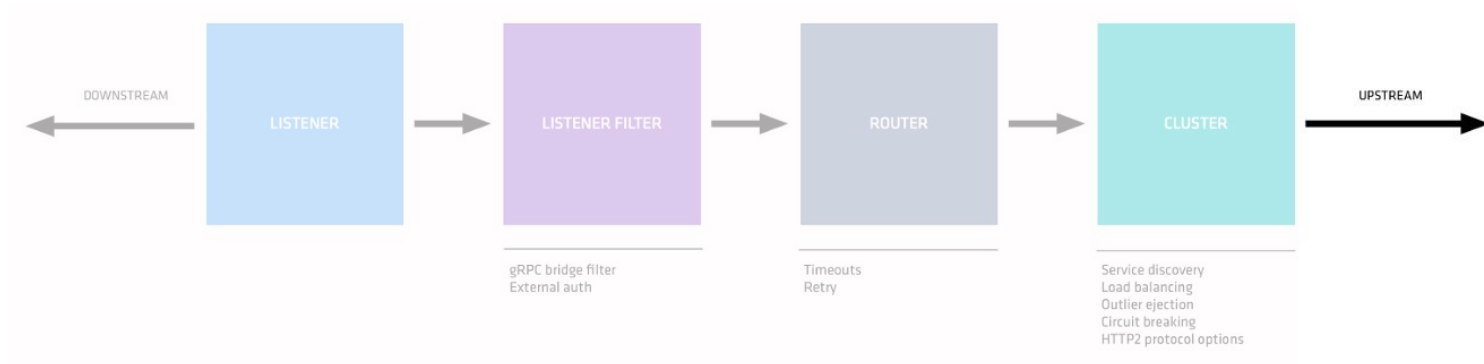 DOWNSTREAM
LISTENER
LISTENER FILTER
ROUTER
CLUSTER
UPSTREAM
gRPC bridge filter
External auth
Timeouts
Retry
Service discovery
Load balancing
Outlier ejection
Circuit breaking
HTTP2 protocol options